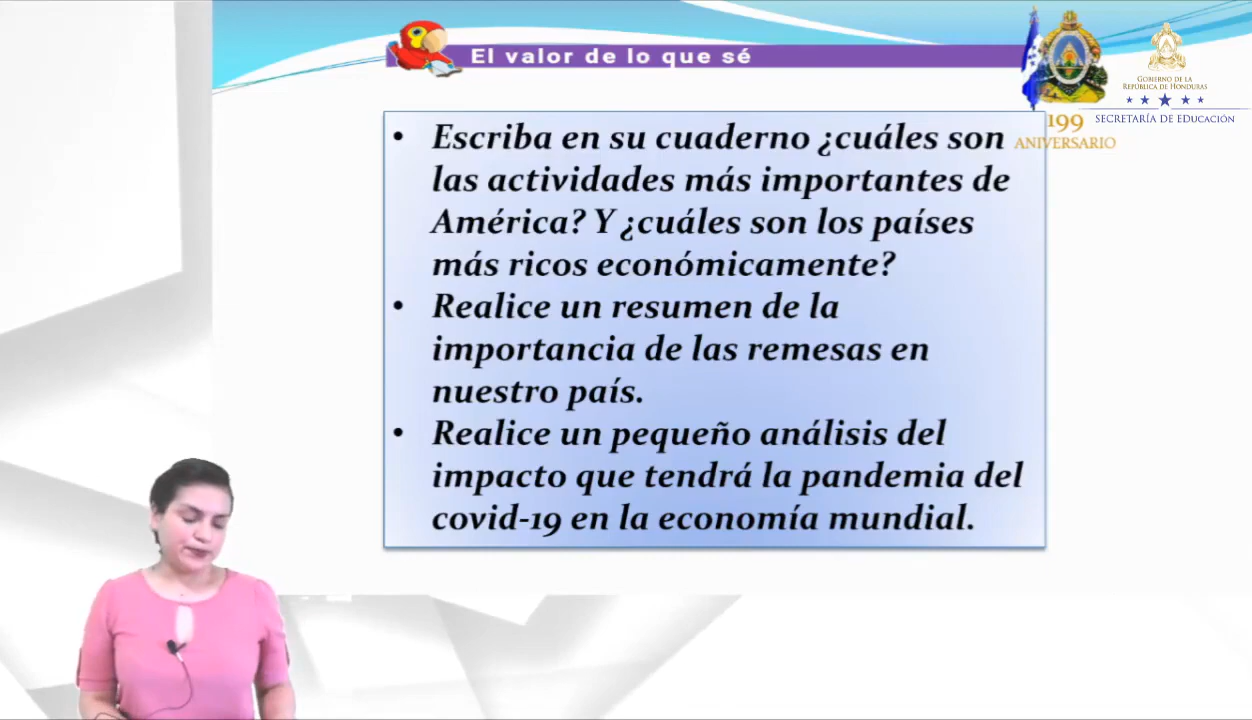 El valor de lo que sé
GOBIERNO DE LA
REPÚBLICA DE HONDURAS
SECRETARÍA DE EDUCACIÓN
199
ANIVERSARIO
• Escriba en su cuaderno ¿cuáles son
las actividades más importantes de
América? Y ¿cuáles son los países
más ricos económicamente?
• Realice un resumen de la
importancia de las remesas en
nuestro país.
• Realice un pequeño análisis del
impacto que tendrá la pandemia del
covid-19 en la economía mundial.